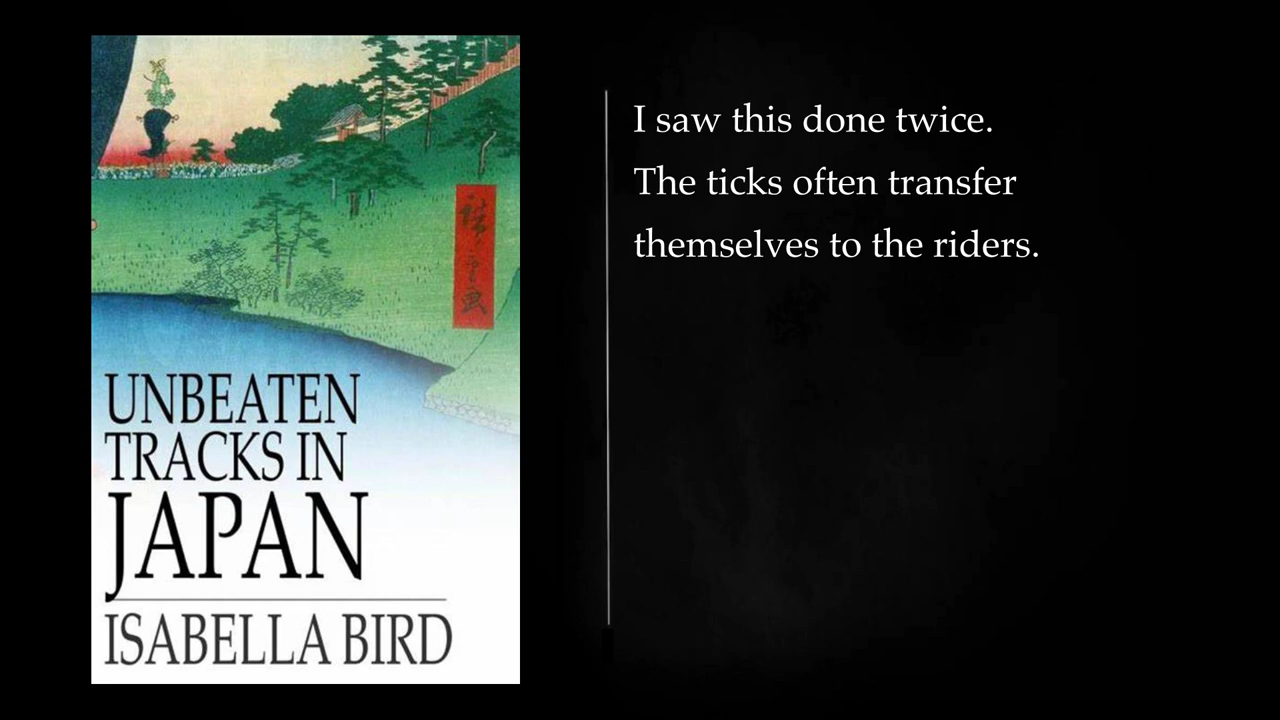 UNBEATEN
TRACKS IN
JAPAN
ISABELLA BIRD
I saw this done twice.
The ticks often transfer
themselves to the riders.